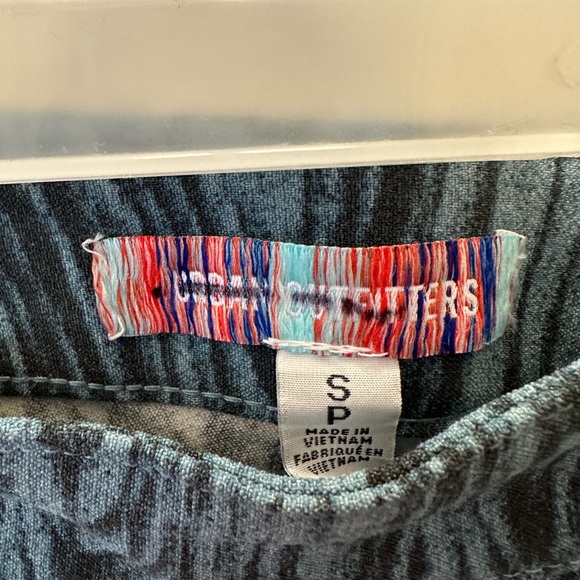 URBAN OUTFITTERS
S
P
MADE IN
VIETNAM
FABRIQUÉ EN
VIETNAM